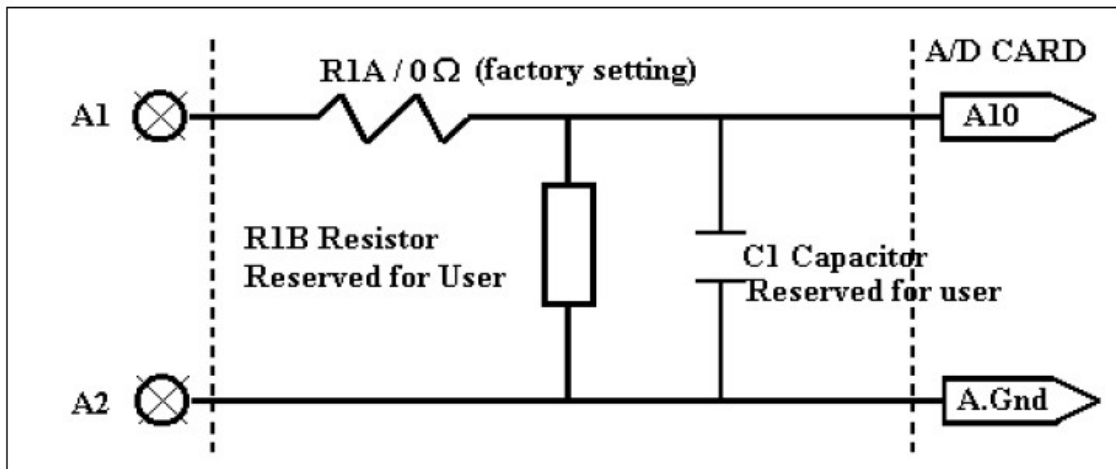 R1A / 0 Ω (factory setting)
A/D CARD
A1
A10
R1B Resistor
Reserved for User
C1 Capacitor
Reserved for user
A2
A.Gnd